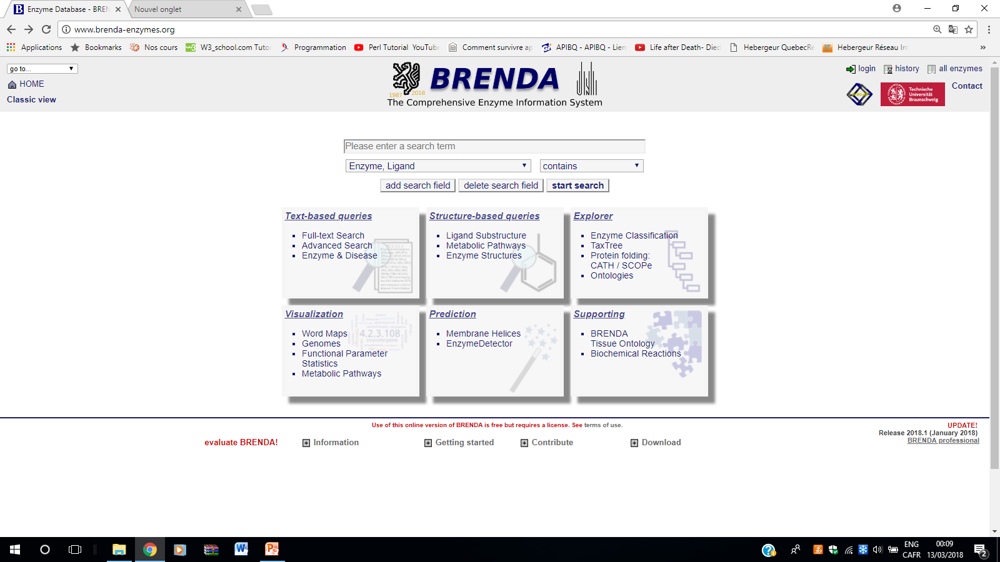 Enzyme Database - BREN
Nouvel onglet
www.brenda-enzymes.org
Applications
Bookmarks
Nos cours
W3_school.com Tutor
Programmation
Perl Tutorial YouTube
Comment survivre ap
APIBQ - APIBQ - Lien
Life after Death- Died
Hebergeur QuebecRé
Hebergeur Réseau Int
»
go to...
HOME
Classic view
1987
2018
BRENDA
The Comprehensive Enzyme Information System
login
history
all enzymes
Technische
Universität
Braunschweig
Contact
Please enter a search term
Enzyme, Ligand
contains
add search field
delete search field
start search
Text-based queries
Full-text Search
Advanced Search
Enzyme & Disease
Structure-based queries
Ligand Substructure
Metabolic Pathways
Enzyme Structures
Explorer
Enzyme Classification
TaxTree
Protein folding:
CATH / SCOPe
Ontologies
Visualization
Word Maps
Genomes
Functional Parameter
Statistics
Metabolic Pathways
4.2.3.108
monoterpene
Prediction
Membrane Helices
EnzymeDetector
Supporting
BRENDA
Tissue Ontology
Biochemical Reactions
Use of this online version of BRENDA is free but requires a license. See terms of use.
UPDATE!
Release 2018.1 (January 2018)
BRENDA professional
evaluate BRENDA!
Information
Getting started
Contribute
Download
ENG
CAFR
00:09
13/03/2018
2